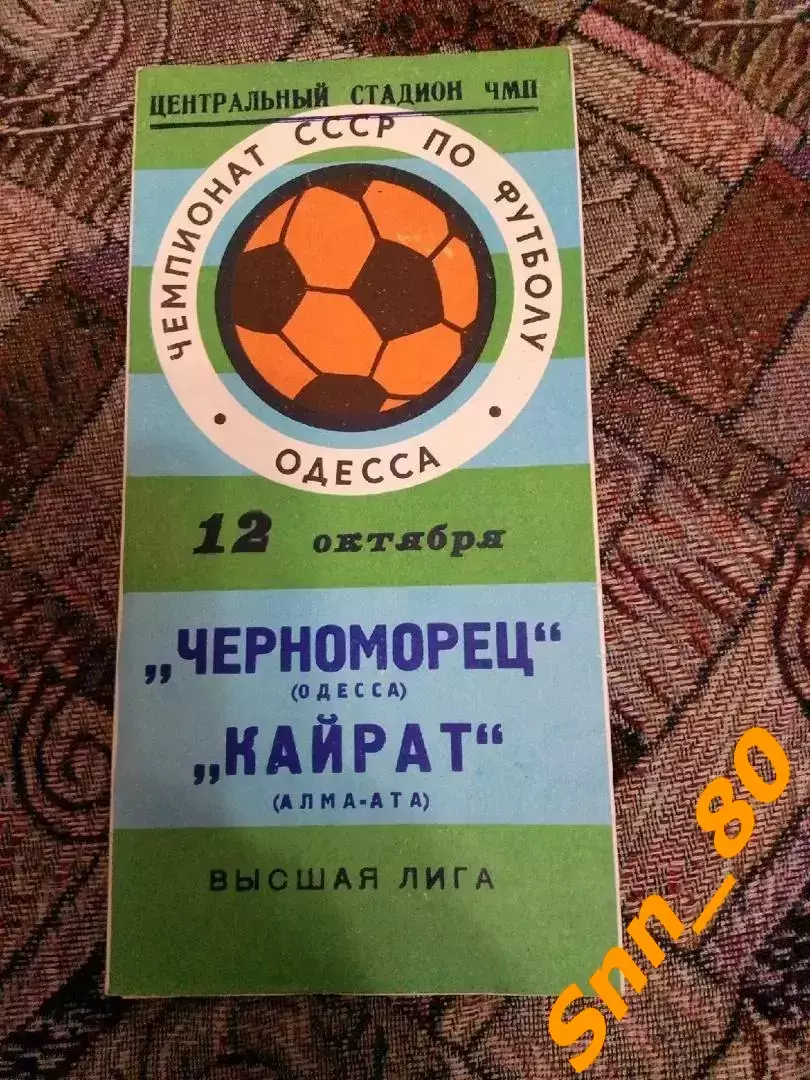 ЦЕНТРАЛЬНЫЙ СТАДИОН ЧМП
ЧЕМПИОНАТ СССР ПО ФУТБОЛУ
• ОДЕССА •
12 октября
„ЧЕРНОМОРЕЦ“
(ОДЕССА)
„КАЙРАТ“
(АЛМА-АТА)
ВЫСШАЯ ЛИГА
Snn_80